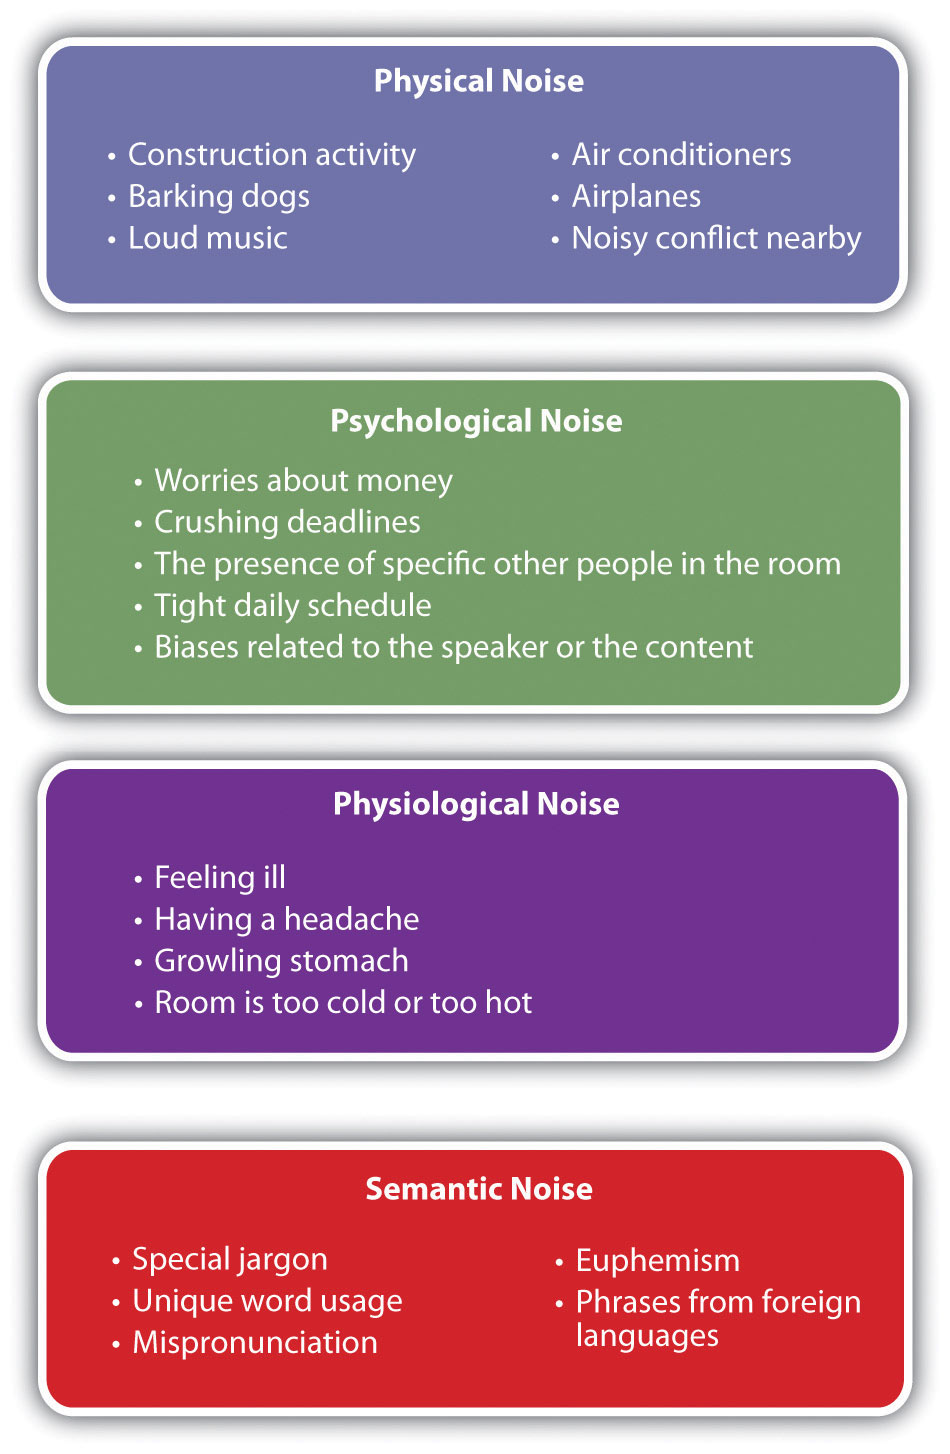 Physical Noise
• Construction activity
• Barking dogs
• Loud music
• Air conditioners
• Airplanes
• Noisy conflict nearby
Psychological Noise
• Worries about money
• Crushing deadlines
• The presence of specific other people in the room
• Tight daily schedule
• Biases related to the speaker or the content
Physiological Noise
• Feeling ill
• Having a headache
• Growling stomach
• Room is too cold or too hot
Semantic Noise
• Special jargon
• Unique word usage
• Mispronunciation
• Euphemism
• Phrases from foreign
languages